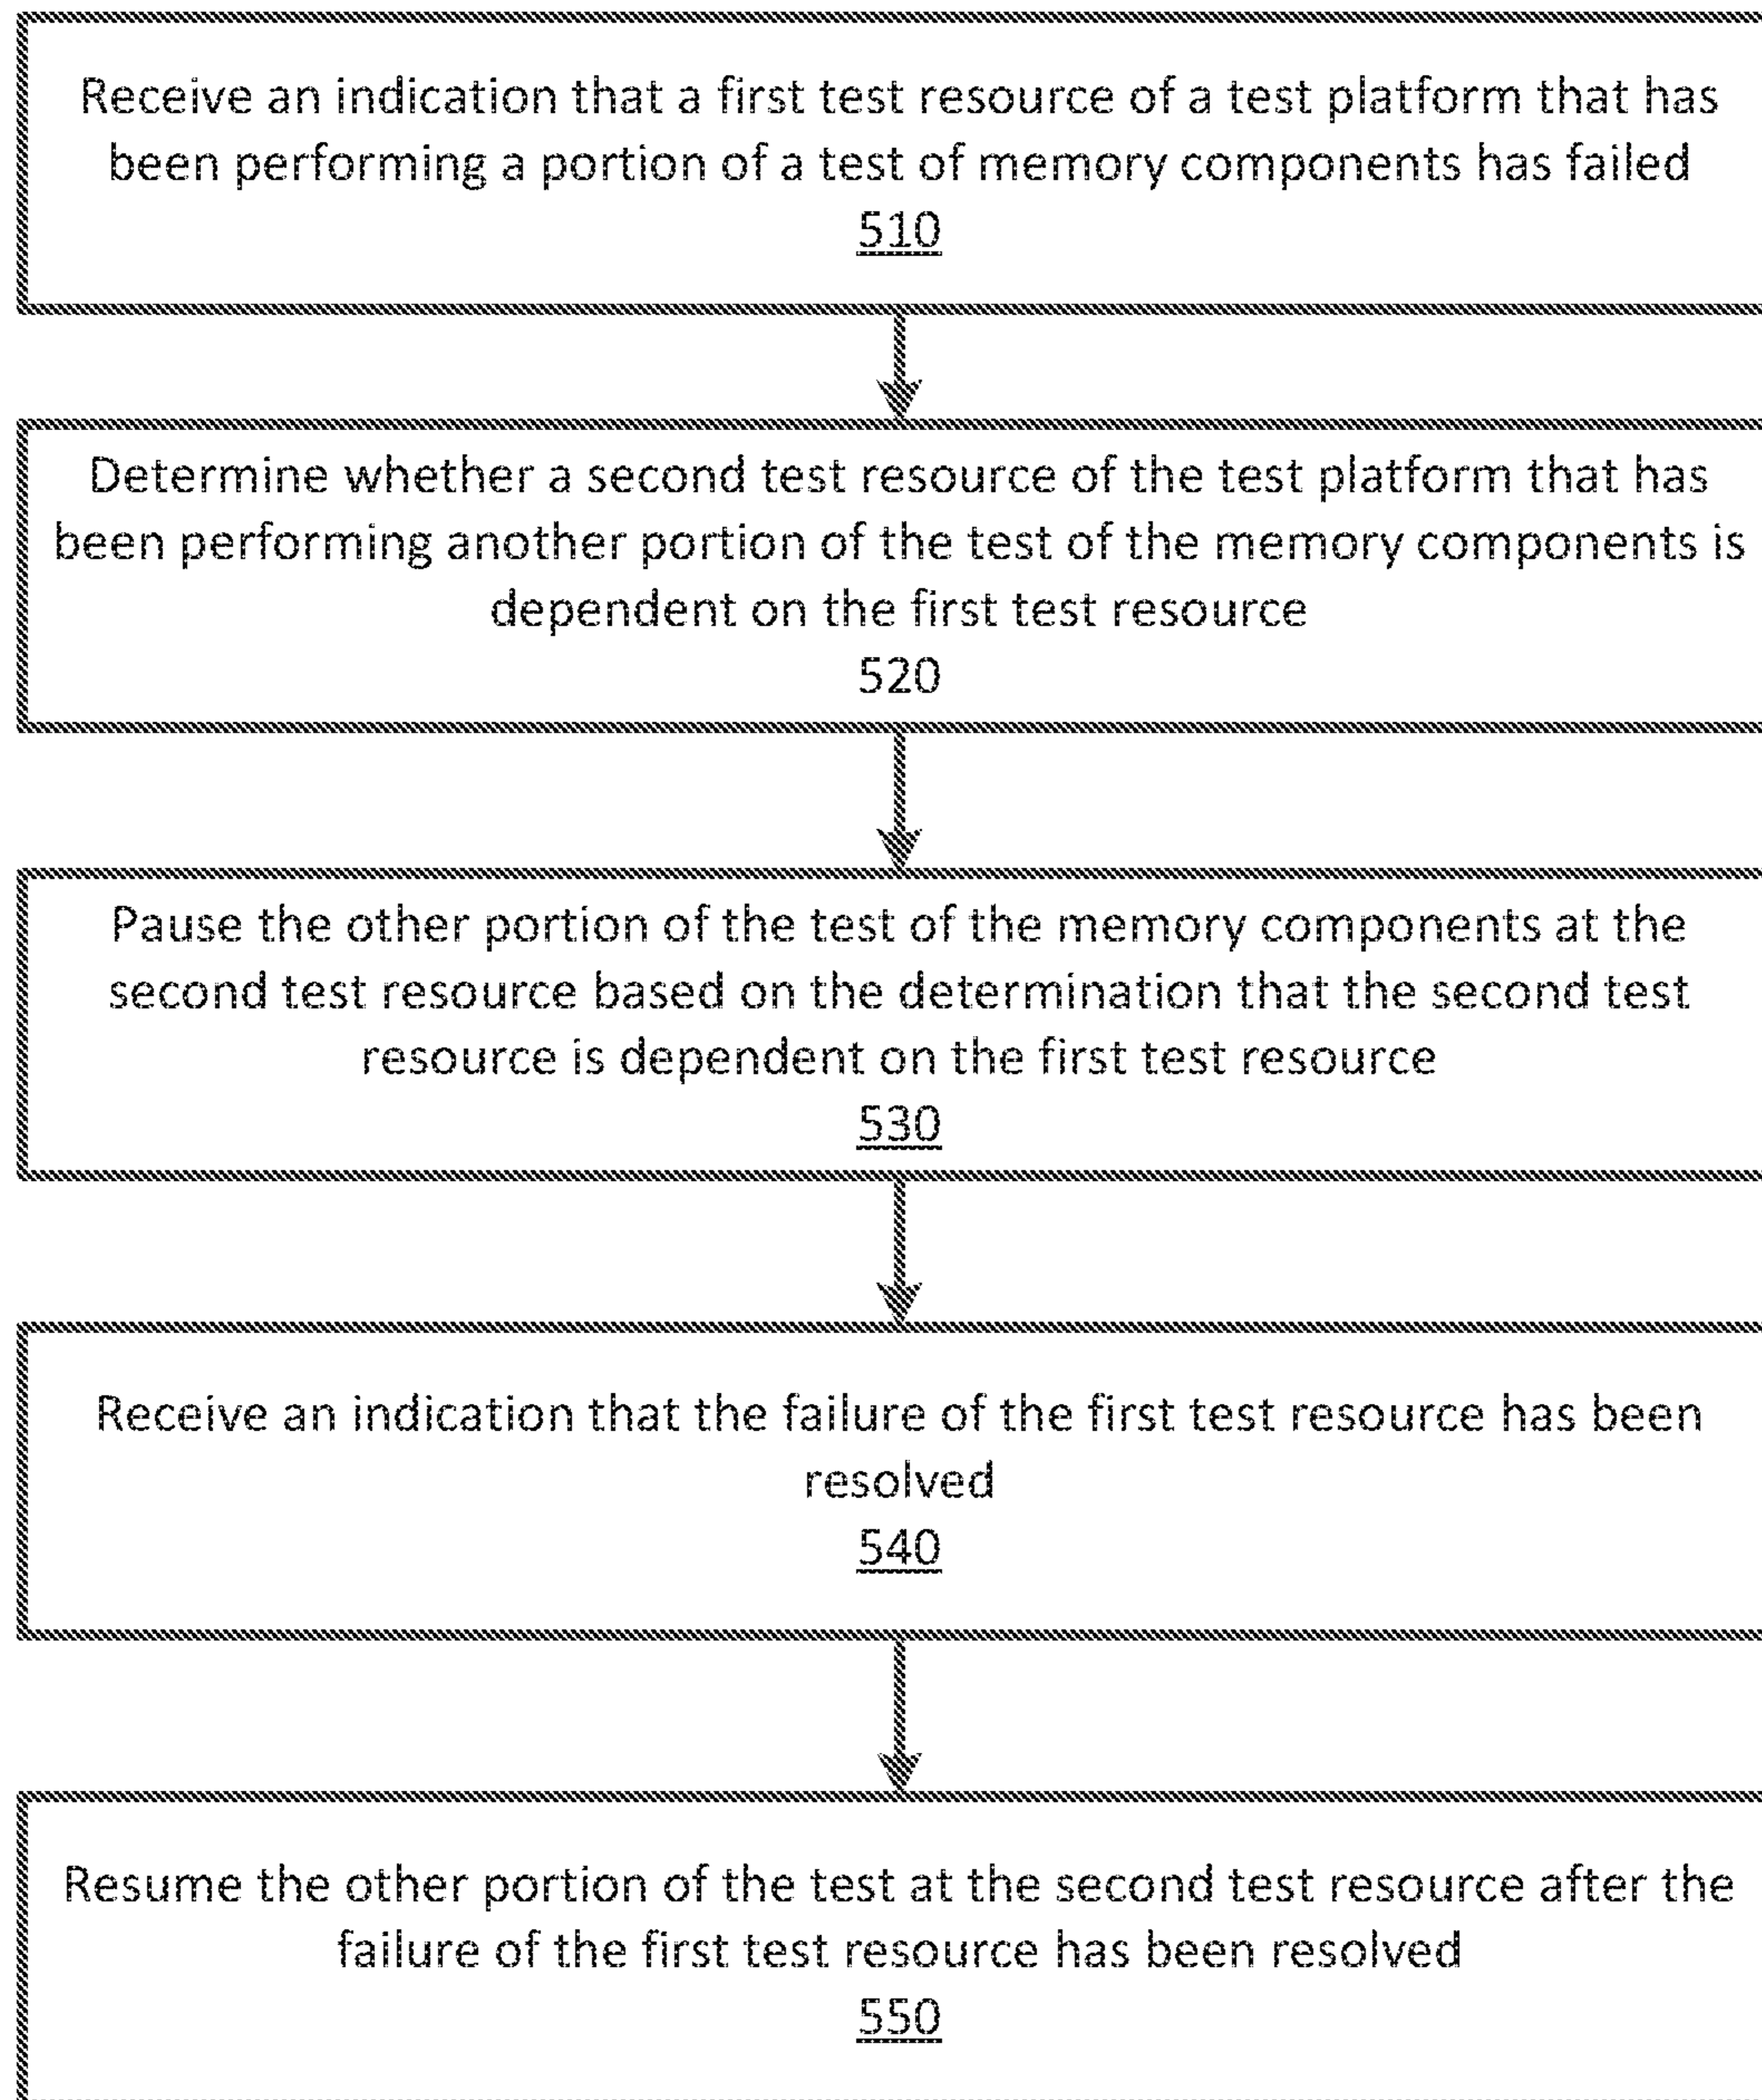 Receive an indication that a first test resource of a test platform that has
been performing a portion of a test of memory components has failed
510
Determine whether a second test resource of the test platform that has
been performing another portion of the test of the memory components is
dependent on the first test resource
520
Pause the other portion of the test of the memory components at the
second test resource based on the determination that the second test
resource is dependent on the first test resource
530
Receive an indication that the failure of the first test resource has been
resolved
540
Resume the other portion of the test at the second test resource after the
failure of the first test resource has been resolved
550